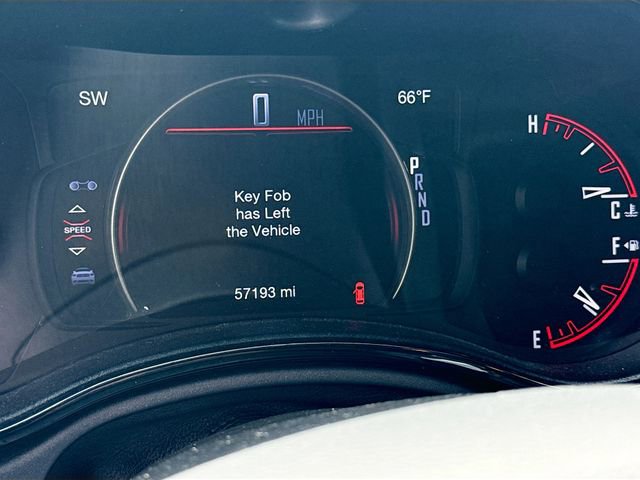 SW
66°F
0 MPH
H
P
R
N
D
SPEED
Key Fob
has Left
the Vehicle
C
F
57193 mi
E